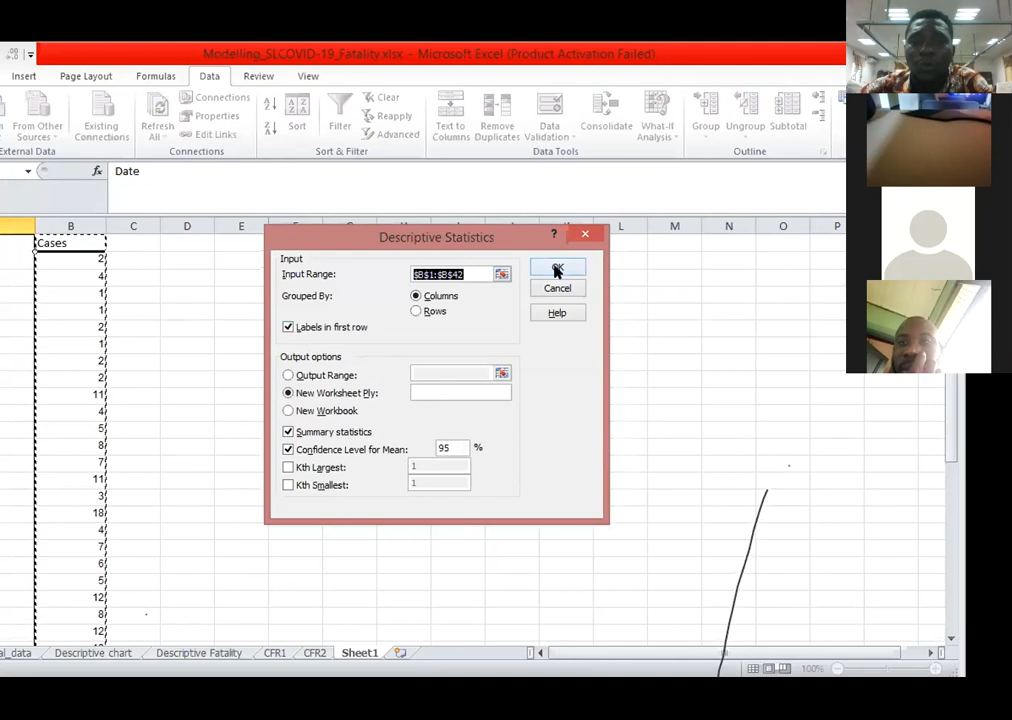 Modelling_SLCOVID-19_Fatality.xlsx - Microsoft Excel (Product Activation Failed)
Insert Page Layout Formulas Data Review View
From Other Sources
Existing Connections
Refresh All
Connections
Properties
Edit Links
Sort
Filter
Clear
Reapply
Advanced
Text to Columns
Remove Duplicates
Data Validation
Consolidate
What-If Analysis
Group
Ungroup
Subtotal
External Data Connections Sort & Filter Data Tools Outline
fx Date
B C D E L M N O P
Cases
2
4
1
1
2
1
2
2
11
4
5
8
7
11
3
18
4
7
6
5
12
8
12
Descriptive Statistics ?
Input
Input Range: $B$1:$B$42
Grouped By: Columns
Rows
Labels in first row
Output options
Output Range:
New Worksheet Ply:
New Workbook
Summary statistics
Confidence Level for Mean: 95 %
Kth Largest: 1
Kth Smallest: 1
OK
Cancel
Help
al_data Descriptive chart Descriptive Fatality CFR1 CFR2 Sheet1
100%